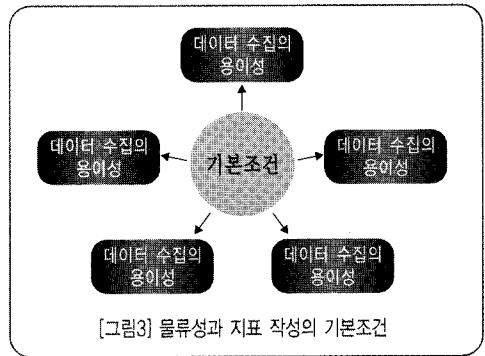 데이터 수집의
용이성
데이터 수집의
용이성
기본조건
데이터 수집의
용이성
데이터 수집의
용이성
데이터 수집의
용이성
[그림3] 물류성과 지표 작성의 기본조건